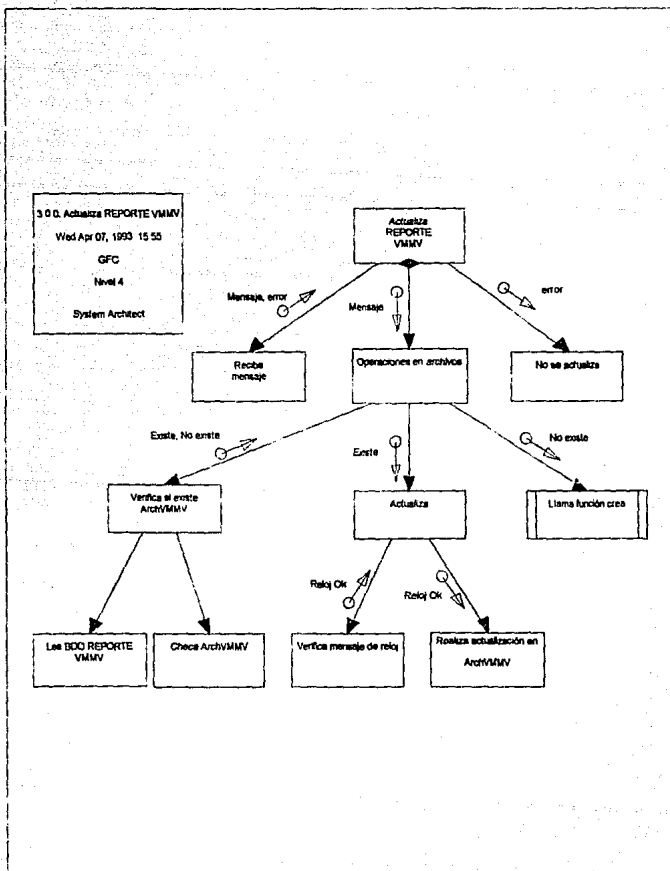 3.0.0. Actualiza REPORTE VMMV
Wed Apr 07, 1993 15:55
GFC
Nivel 4
System Architect
Actualiza
REPORTE
VMMV
Mensaje, error
Mensaje
error
Recibe
mensaje
Operaciones en archivos
No se actualiza
Existe, No existe
Existe
No existe
Verifica si existe
ArchVMMV
Actualiza
Llama función crea
Reloj Ok
Reloj Ok
Lee BDO REPORTE
VMMV
Checa ArchVMMV
Verifica mensaje de reloj
Realiza actualización en
ArchVMMV